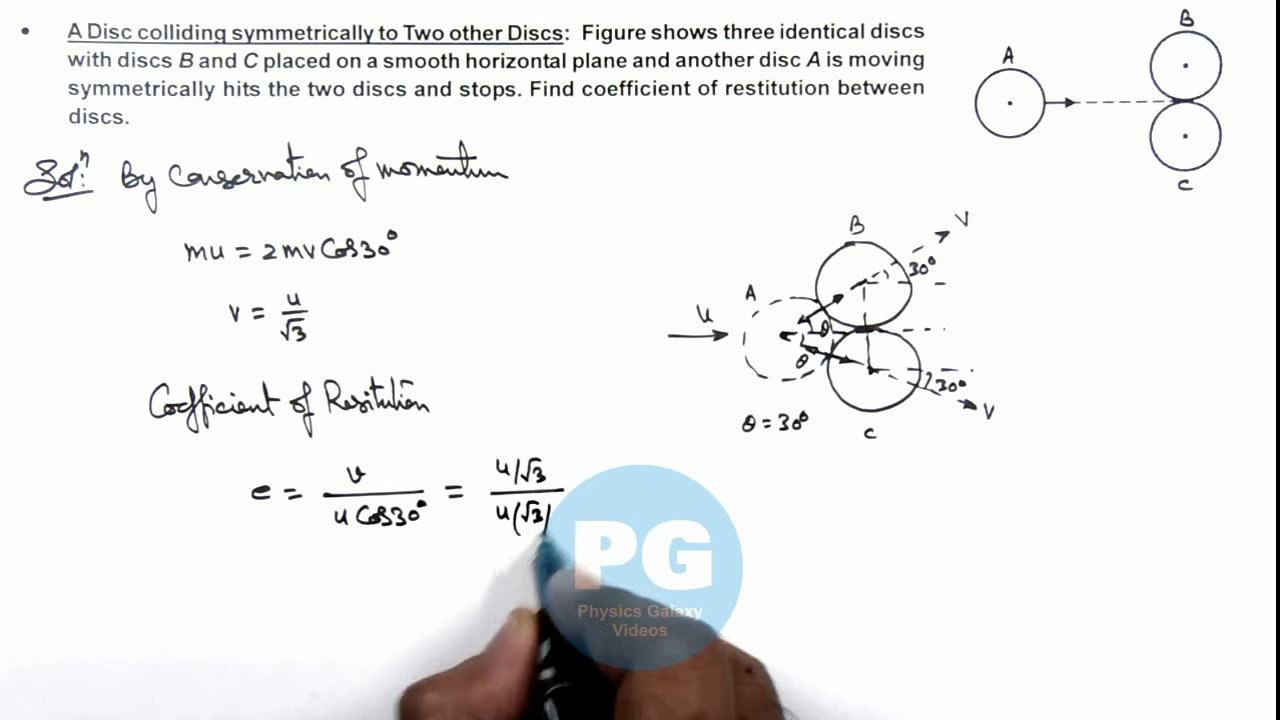 • A Disc colliding symmetrically to Two other Discs: Figure shows three identical discs
with discs B and C placed on a smooth horizontal plane and another disc A is moving
symmetrically hits the two discs and stops. Find coefficient of restitution between
discs.
A
B
C
Solⁿ: By Conservation of momentum
mu = 2mv Cos30°
v = u/√3
Cofficient of Resitution
e = v/(u Cos30°) = (u/√3)/(u(√3/
B
v
30°
A
u
θ
θ
30°
v
θ = 30°
C
PG
Physics Galaxy
Videos